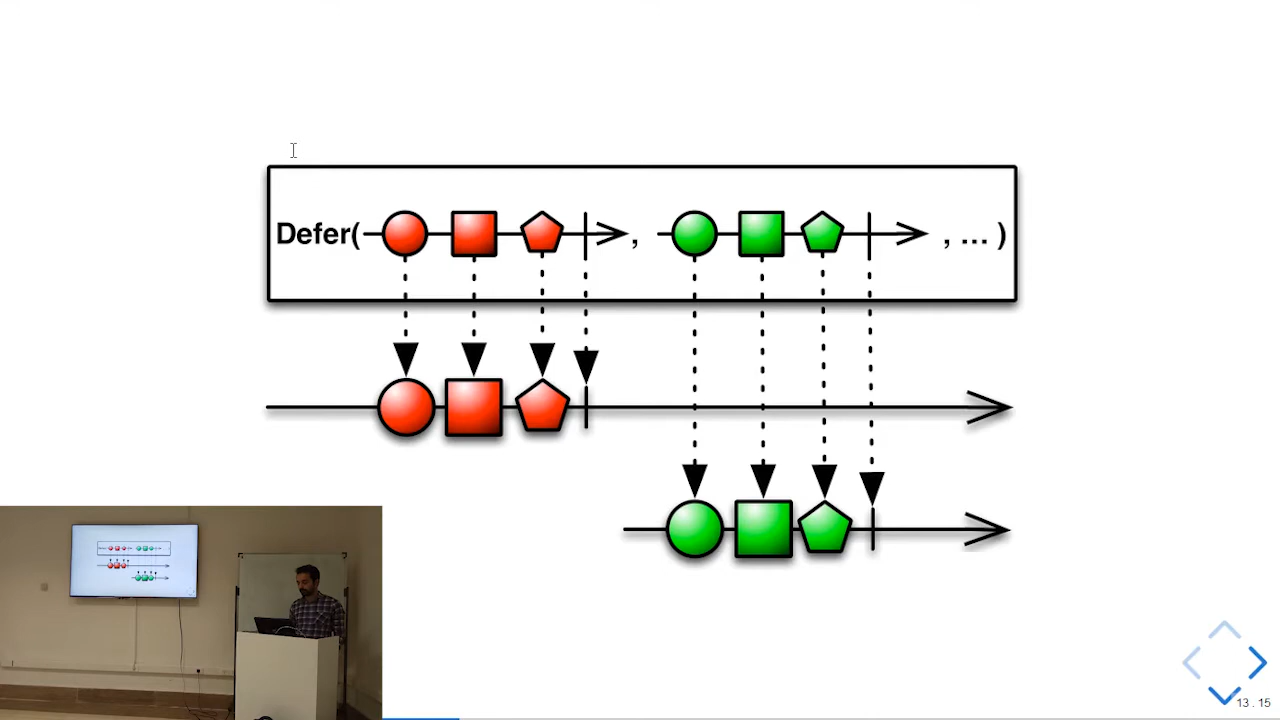 Defer( , , ... )
13 . 15